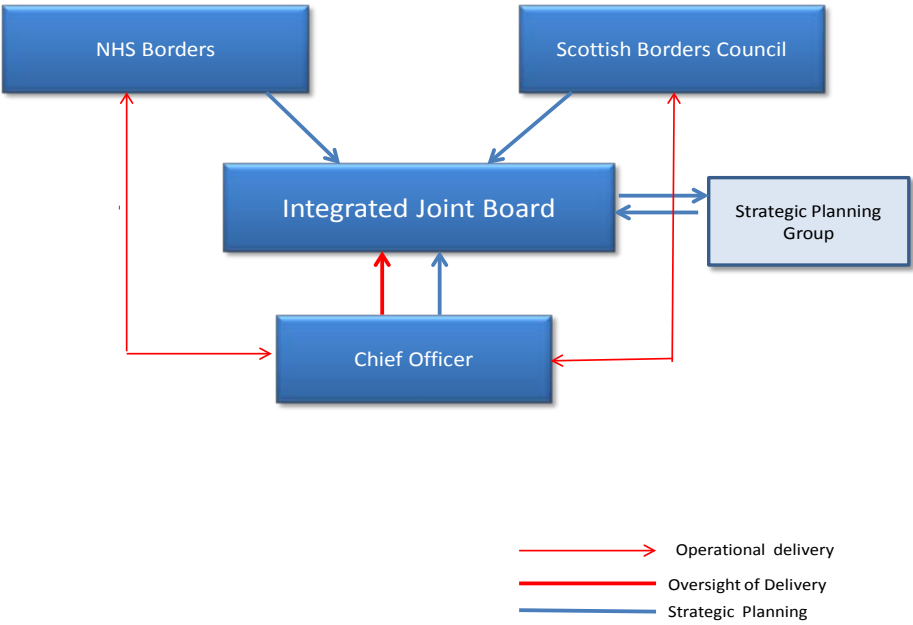 NHS Borders
Scottish Borders Council
Integrated Joint Board
Strategic Planning
Group
Chief Officer
Operational delivery
Oversight of Delivery
Strategic Planning